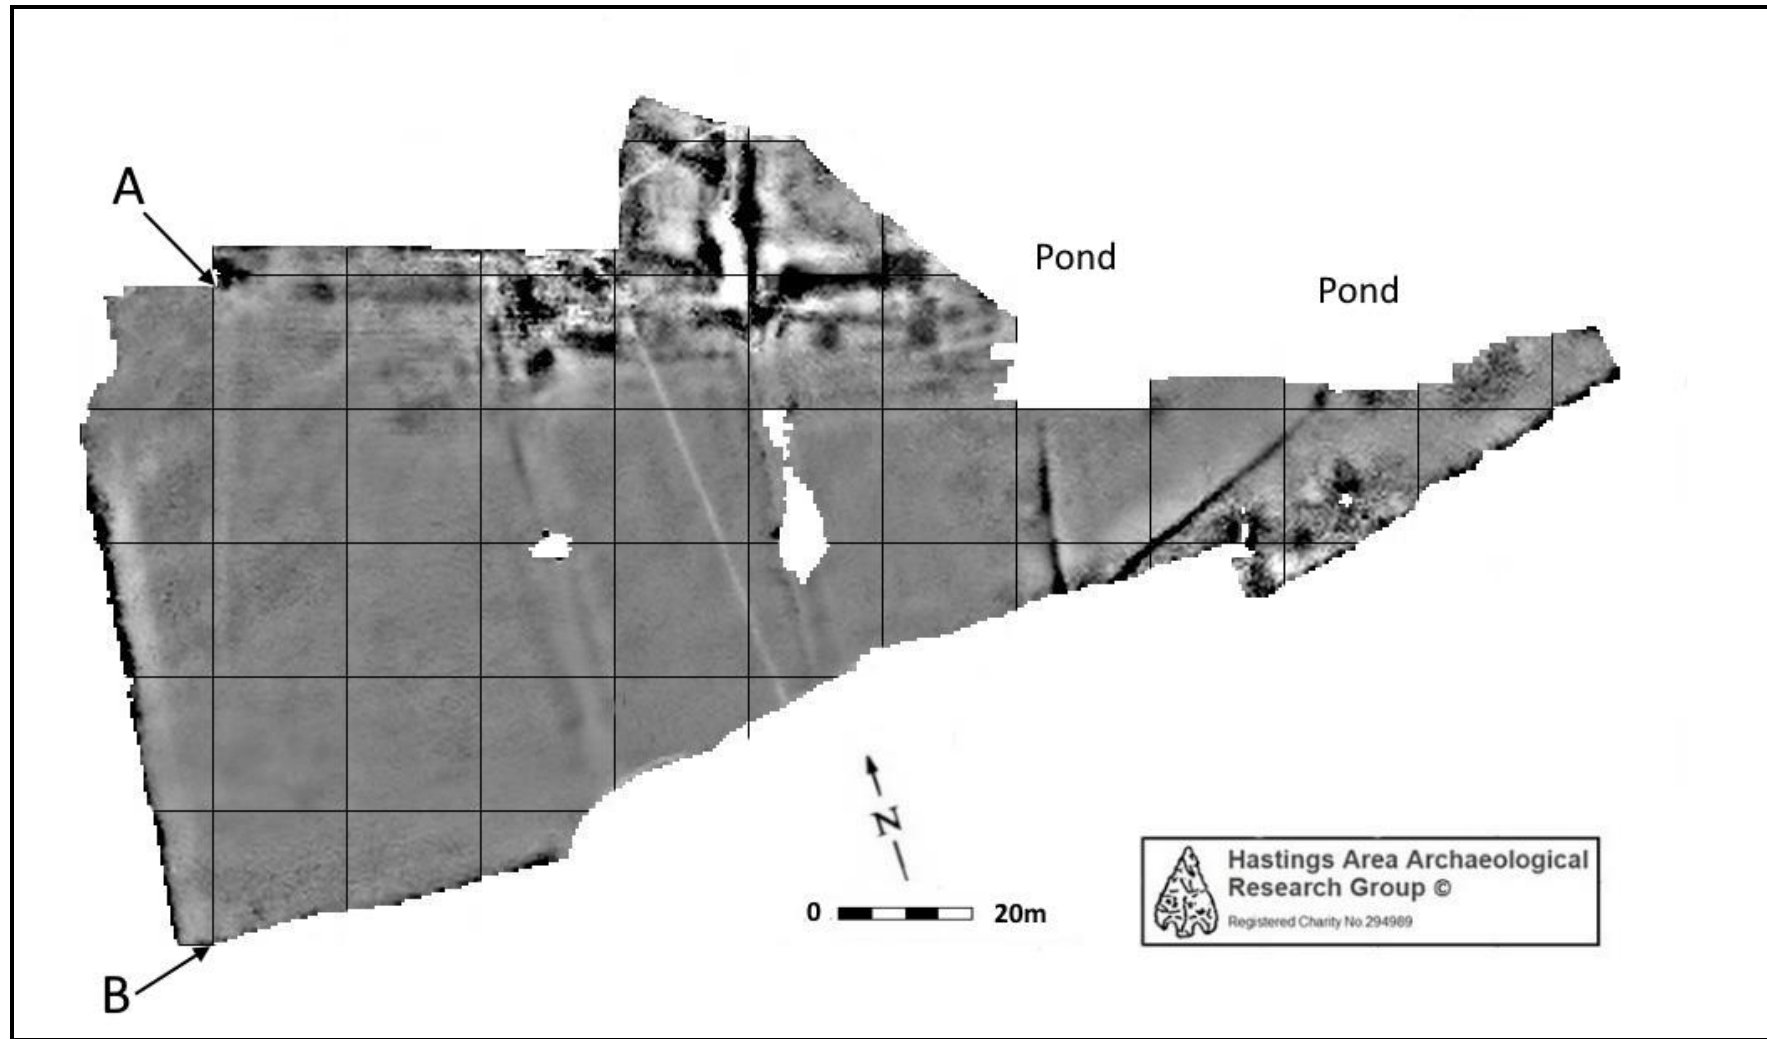 A
Pond
Pond
N
0 20m
Hastings Area Archaeological
Research Group ©
Registered Charity No.294989
B